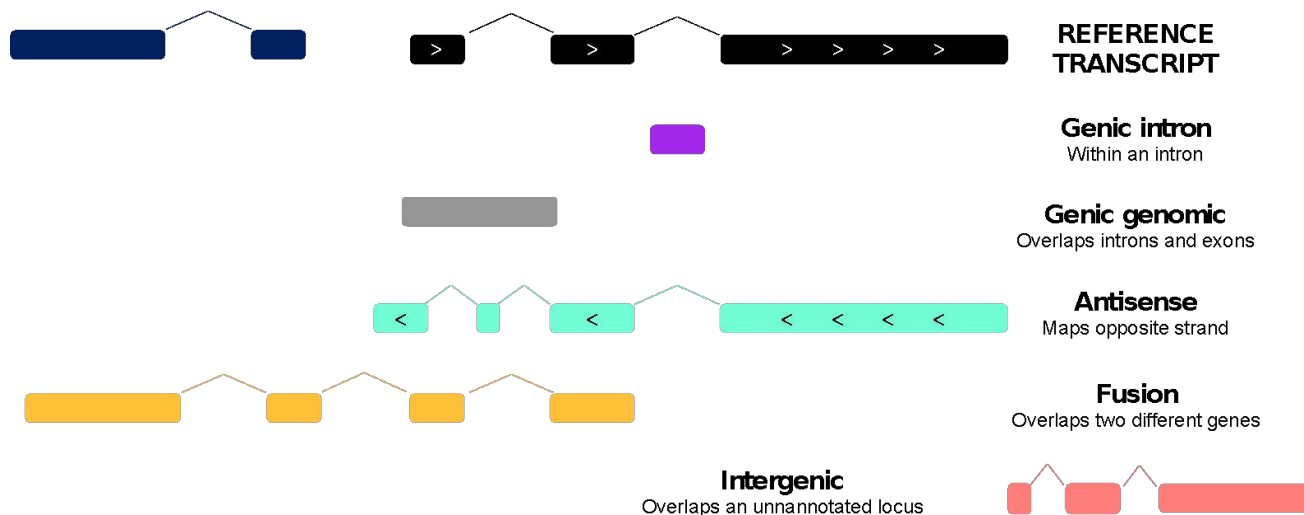 > > > > > >
REFERENCE
TRANSCRIPT
Genic intron
Within an intron
Genic genomic
Overlaps introns and exons
< < < < < <
Antisense
Maps opposite strand
Fusion
Overlaps two different genes
Intergenic
Overlaps an unnannotated locus